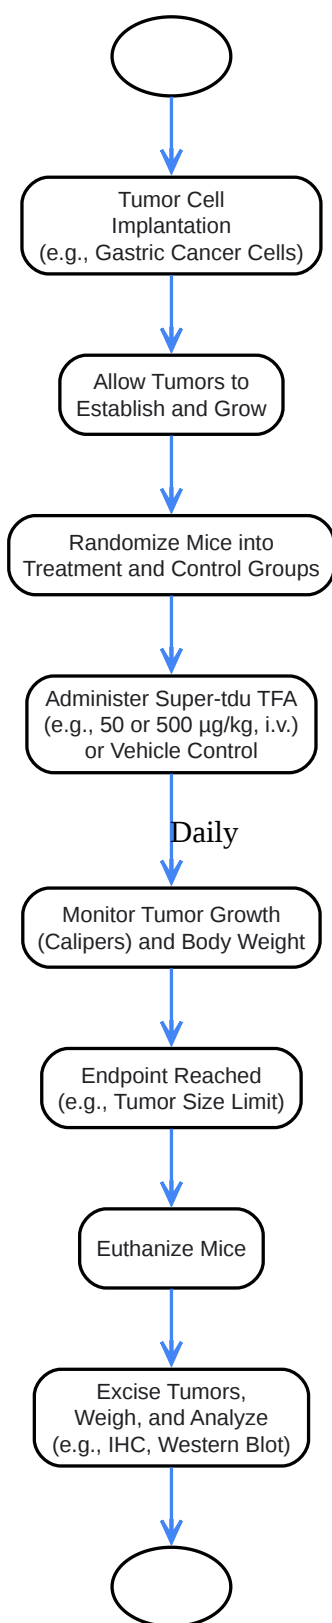 Tumor Cell
Implantation
(e.g., Gastric Cancer Cells)
Allow Tumors to
Establish and Grow
Randomize Mice into
Treatment and Control Groups
Administer Super-tdu TFA
(e.g., 50 or 500 µg/kg, i.v.)
or Vehicle Control
Daily
Monitor Tumor Growth
(Calipers) and Body Weight
Endpoint Reached
(e.g., Tumor Size Limit)
Euthanize Mice
Excise Tumors,
Weigh, and Analyze
(e.g., IHC, Western Blot)